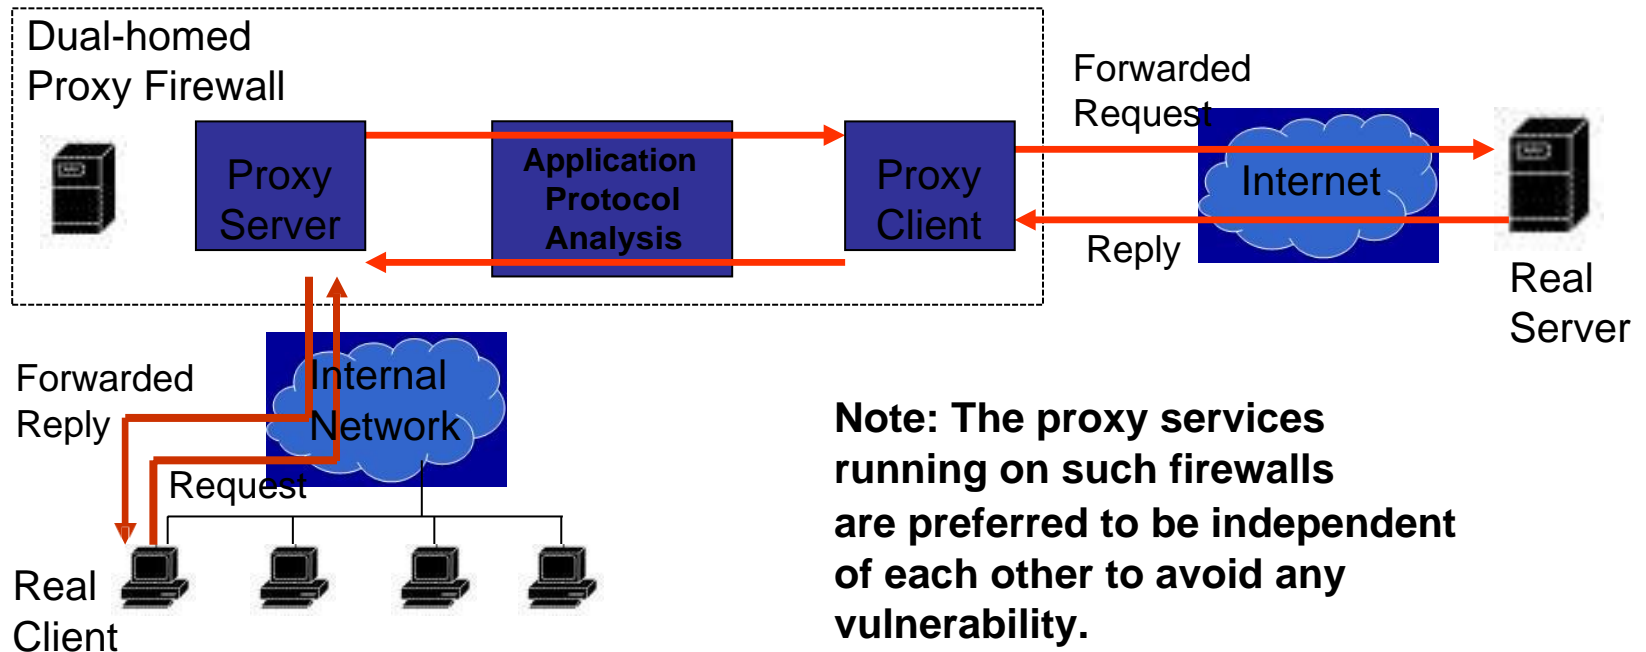 Dual-homed
Proxy Firewall
Proxy
Server
Application
Protocol
Analysis
Proxy
Client
Forwarded
Request
Internet
Reply
Real
Server
Internal
Network
Forwarded
Reply
Request
Real
Client
Note: The proxy services
running on such firewalls
are preferred to be independent
of each other to avoid any
vulnerability.